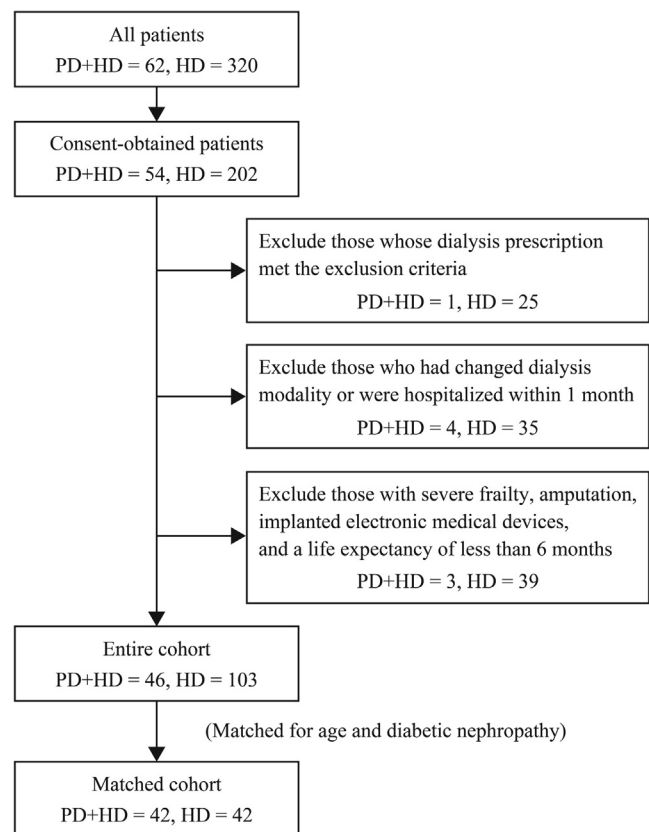 All patients
PD+HD = 62, HD = 320
Consent-obtained patients
PD+HD = 54, HD = 202
Exclude those whose dialysis prescription
met the exclusion criteria
PD+HD = 1, HD = 25
Exclude those who had changed dialysis
modality or were hospitalized within 1 month
PD+HD = 4, HD = 35
Exclude those with severe frailty, amputation,
implanted electronic medical devices,
and a life expectancy of less than 6 months
PD+HD = 3, HD = 39
Entire cohort
PD+HD = 46, HD = 103
(Matched for age and diabetic nephropathy)
Matched cohort
PD+HD = 42, HD = 42